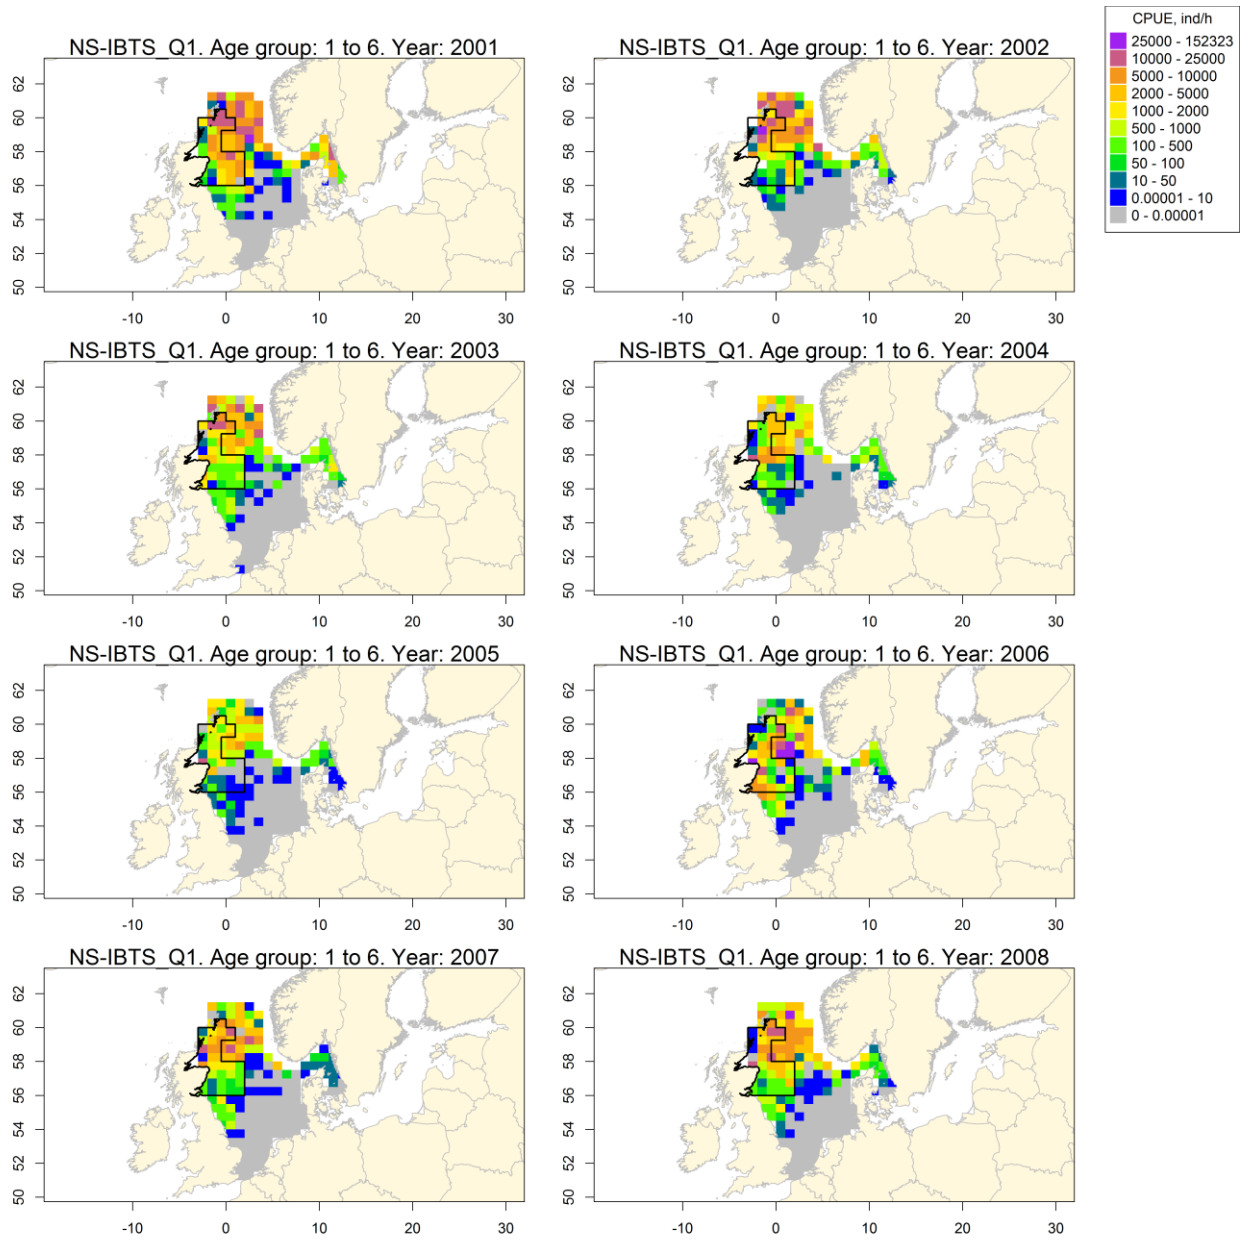 CPUE, ind/h
25000 - 152323
10000 - 25000
5000 - 10000
2000 - 5000
1000 - 2000
500 - 1000
100 - 500
50 - 100
10 - 50
0.00001 - 10
0 - 0.00001
NS-IBTS_Q1. Age group: 1 to 6. Year: 2001
62
60
58
56
54
52
50
-10 0 10 20 30
NS-IBTS_Q1. Age group: 1 to 6. Year: 2002
62
60
58
56
54
52
50
-10 0 10 20 30
NS-IBTS_Q1. Age group: 1 to 6. Year: 2003
62
60
58
56
54
52
50
-10 0 10 20 30
NS-IBTS_Q1. Age group: 1 to 6. Year: 2004
62
60
58
56
54
52
50
-10 0 10 20 30
NS-IBTS_Q1. Age group: 1 to 6. Year: 2005
62
60
58
56
54
52
50
-10 0 10 20 30
NS-IBTS_Q1. Age group: 1 to 6. Year: 2006
62
60
58
56
54
52
50
-10 0 10 20 30
NS-IBTS_Q1. Age group: 1 to 6. Year: 2007
62
60
58
56
54
52
50
-10 0 10 20 30
NS-IBTS_Q1. Age group: 1 to 6. Year: 2008
62
60
58
56
54
52
50
-10 0 10 20 30